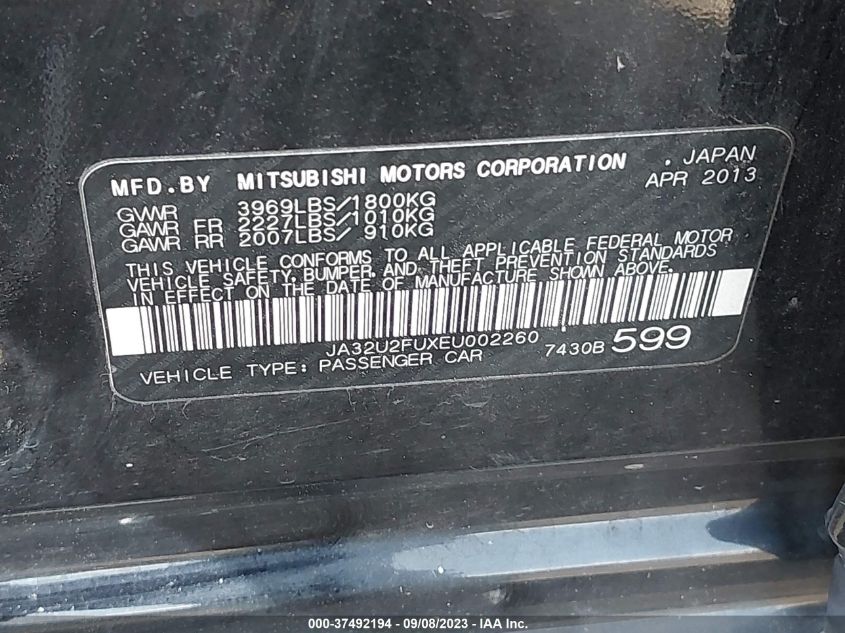 MFD.BY MITSUBISHI MOTORS CORPORATION . JAPAN
APR 2013
GVWR 3969LBS/1800KG
GAWR FR 2227LBS/1010KG
GAWR RR 2007LBS/ 910KG
THIS VEHICLE CONFORMS TO ALL APPLICABLE FEDERAL MOTOR
VEHICLE SAFETY, BUMPER, AND THEFT PREVENTION STANDARDS
IN EFFECT ON THE DATE OF MANUFACTURE SHOWN ABOVE.
JA32U2FUXEU002260
7430B 599
VEHICLE TYPE: PASSENGER CAR
000-37492194 - 09/08/2023 - IAA Inc.